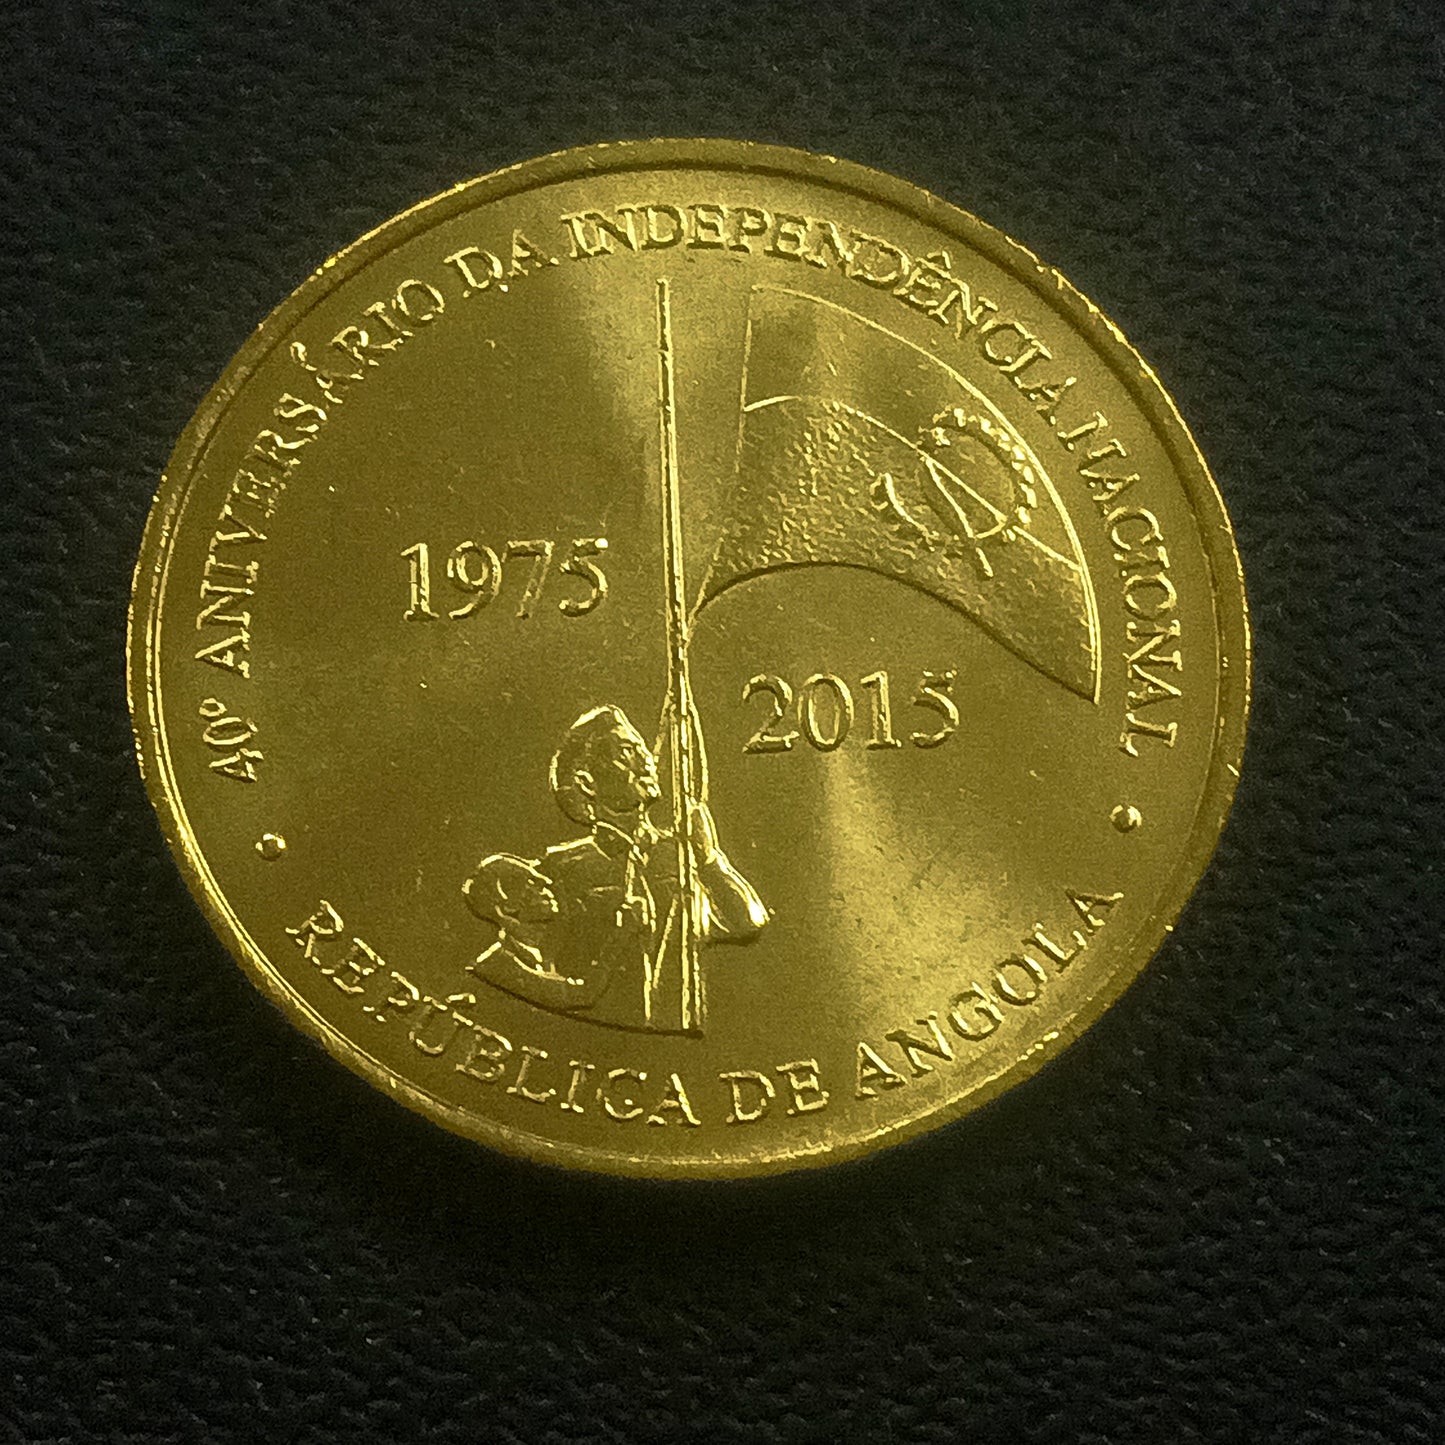 40º ANIVERSÁRIO DA INDEPENDÊNCIA NACIONAL
1975
2015
REPÚBLICA DE ANGOLA